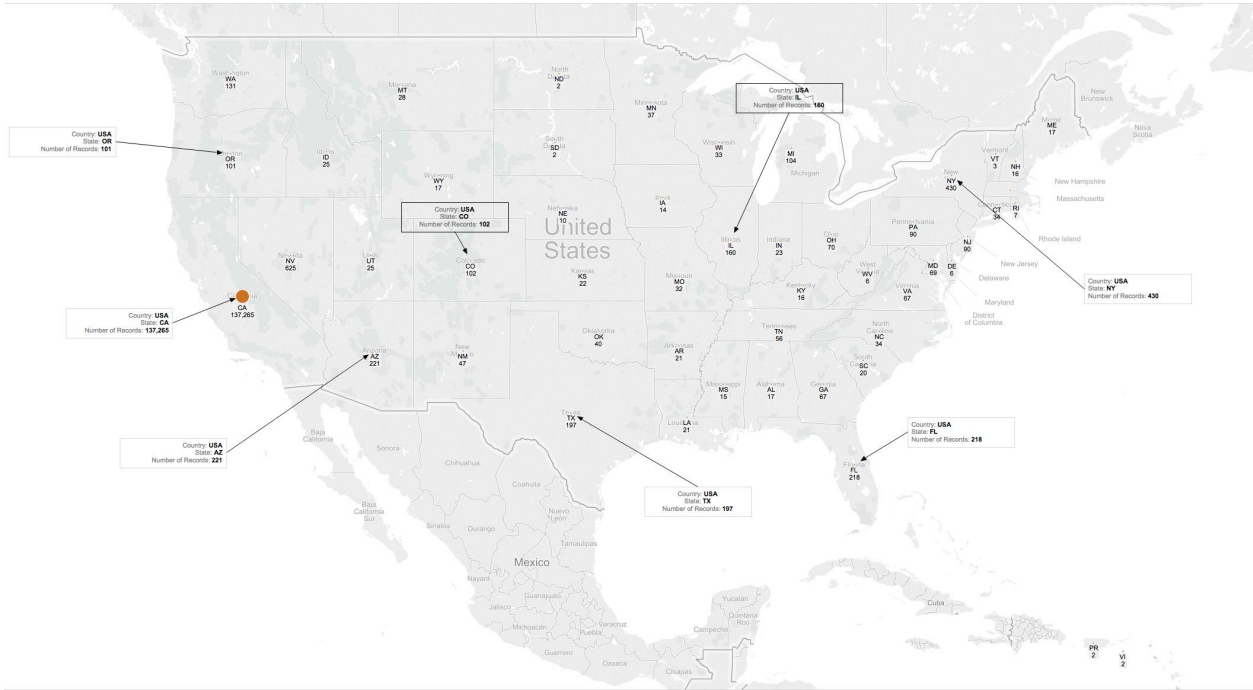 Washington
WA
131
Montana
MT
28
North
Dakota
ND
2
Minnesota
MN
37
Country: USA
State: IL
Number of Records: 160
New
Brunswick
Maine
ME
17
Nova
Scotia
Country: USA
State: OR
Number of Records: 101
Oregon
OR
101
Idaho
ID
25
South
Dakota
SD
2
Wisconsin
WI
33
MI
104
Michigan
Vermont
VT
3
NH
16
Wyoming
WY
17
New
NY
430
New Hampshire
Massachusetts
Country: USA
State: CO
Number of Records: 102
Nebraska
NE
10
Iowa
IA
14
Connecticut
CT
34
RI
7
United
States
Illinois
IL
160
Indiana
IN
23
Ohio
OH
70
Pennsylvania
PA
90
NJ
90
Rhode Island
Nevada
NV
625
Utah
UT
25
Colorado
CO
102
Kansas
KS
22
Missouri
MO
32
Kentucky
KY
16
West
Virginia
WV
6
Virginia
VA
67
MD
69
DE
6
New Jersey
Delaware
Maryland
District
of Columbia
Country: USA
State: NY
Number of Records: 430
California
CA
137,265
Country: USA
State: CA
Number of Records: 137,265
Arizona
AZ
221
New
Mexico
NM
47
Oklahoma
OK
40
Arkansas
AR
21
Tennessee
TN
56
North
Carolina
NC
34
South
Carolina
SC
20
Mississippi
MS
15
Alabama
AL
17
Georgia
GA
67
Texas
TX
197
Louisiana
LA
21
Country: USA
State: FL
Number of Records: 218
Florida
FL
218
Country: USA
State: AZ
Number of Records: 221
Country: USA
State: TX
Number of Records: 197
Baja
California
Sonora
Chihuahua
Coahuila
Baja
California
Sur
Nuevo
León
Sinaloa
Durango
Tamaulipas
Mexico
Nayarit
Guanajuato
Jalisco
Michoacán
Veracruz
Puebla
Guerrero
Oaxaca
Chiapas
Campeche
Yucatán
Quintana
Roo
Cuba
PR
2
VI
2